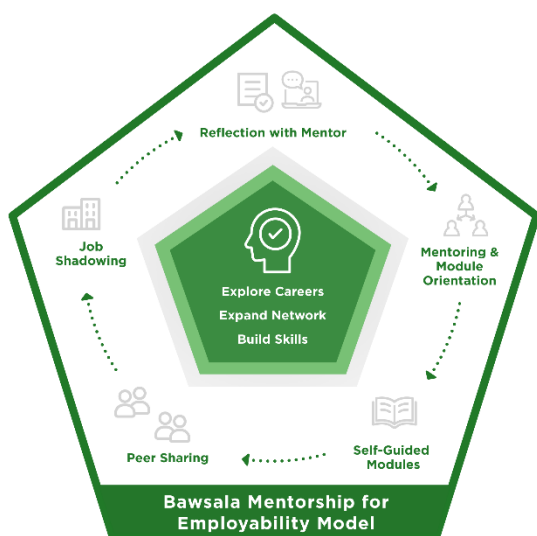 Reflection with Mentor
Mentoring &
Module
Orientation
Self-Guided
Modules
Peer Sharing
Job
Shadowing
Explore Careers
Expand Network
Build Skills
Bawsala Mentorship for
Employability Model